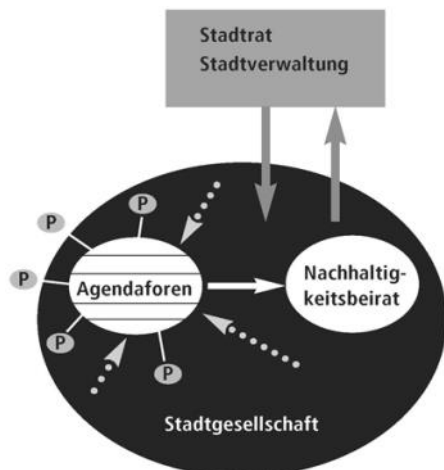 Stadtrat
Stadtverwaltung
P
P
P
Agendaforen
Nachhaltig-
keitsbeirat
P
P
Stadtgesellschaft